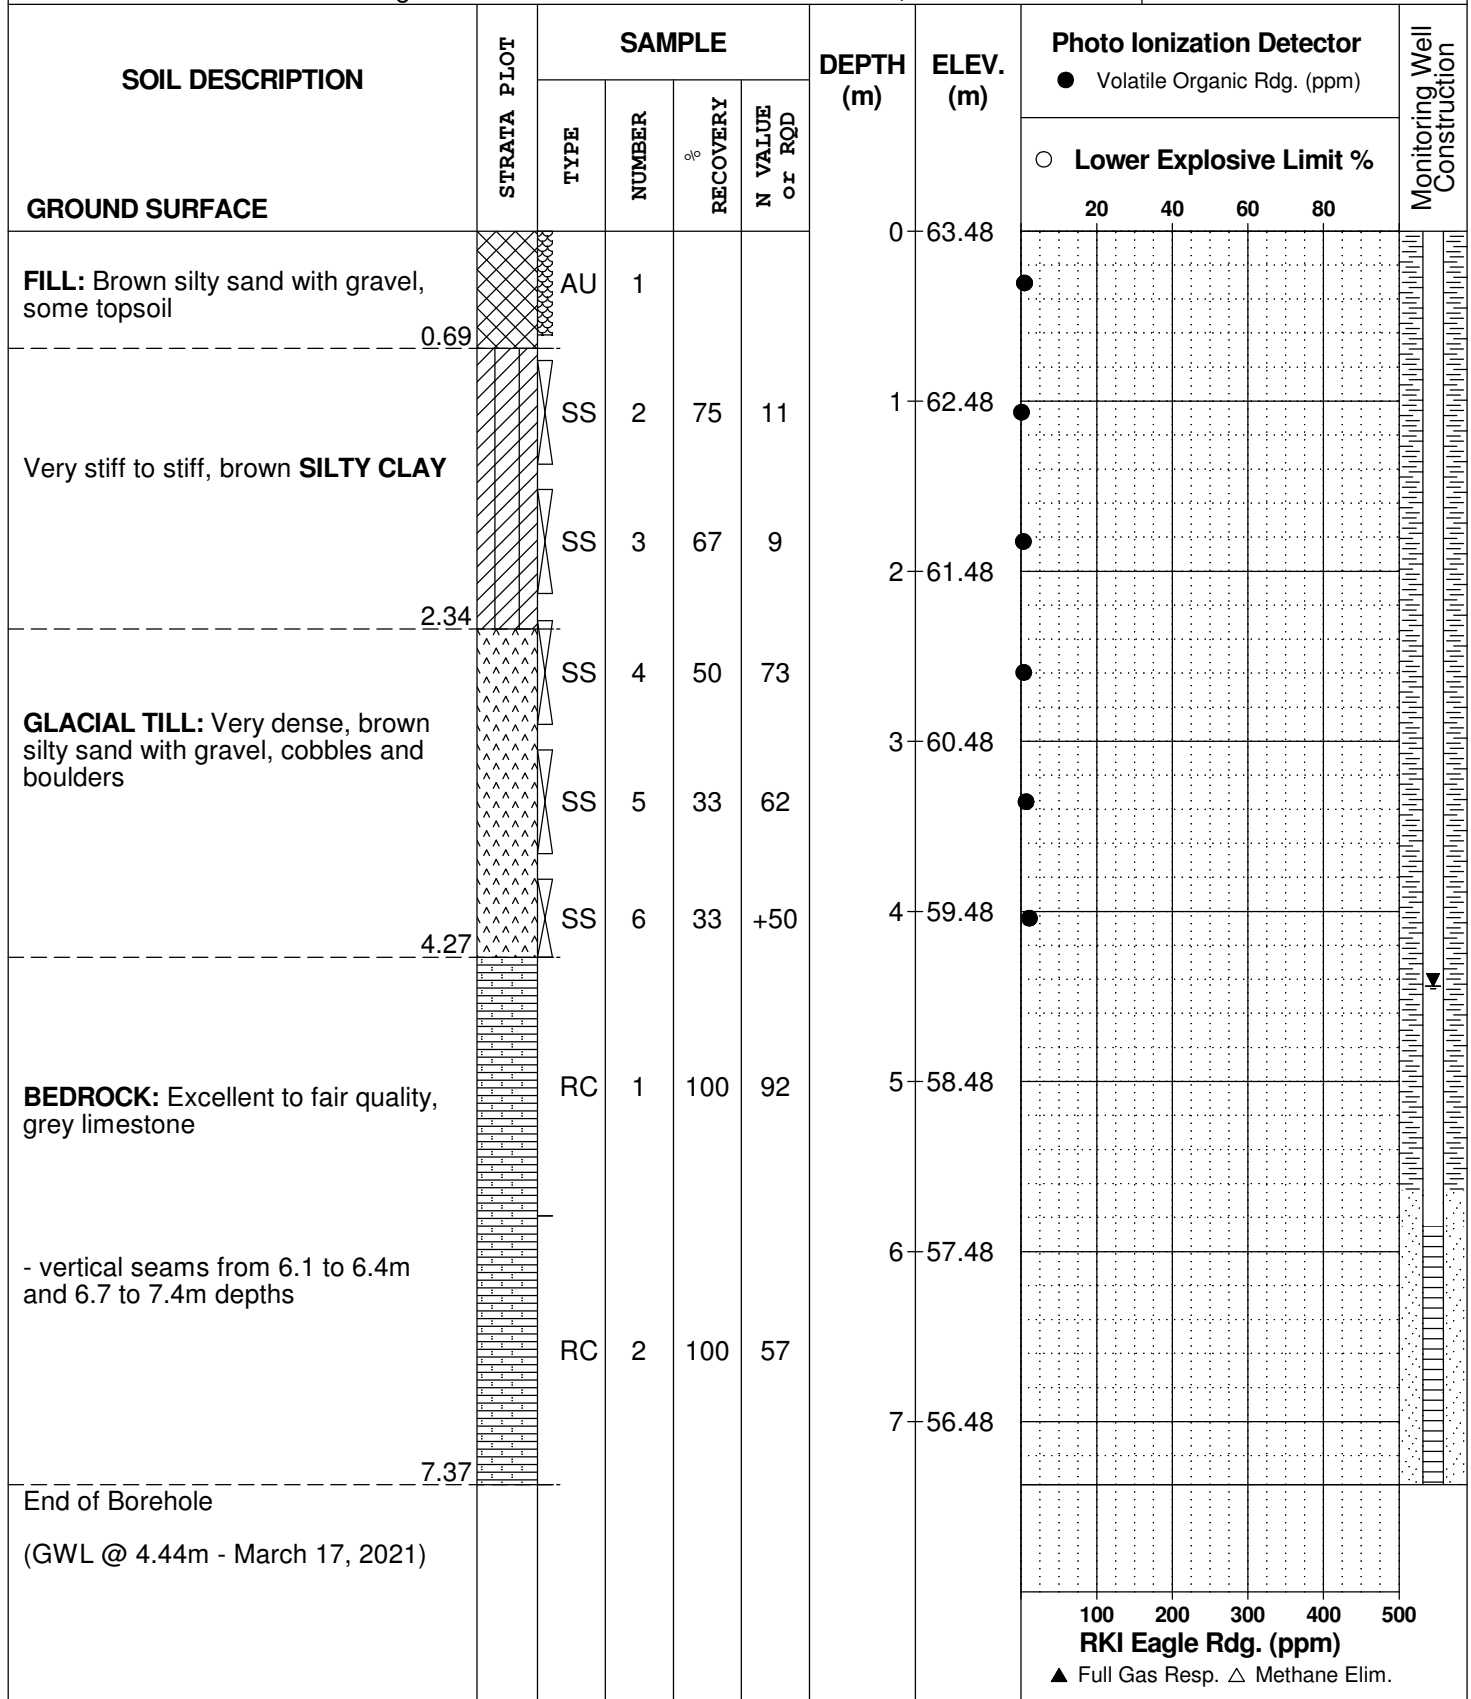 SOIL DESCRIPTION
GROUND SURFACE
STRATA PLOT
SAMPLE
TYPE
NUMBER
% RECOVERY
N VALUE or RQD
DEPTH (m)
ELEV. (m)
Photo Ionization Detector
● Volatile Organic Rdg. (ppm)
○ Lower Explosive Limit %
20 40 60 80
Monitoring Well Construction
0 63.48
FILL: Brown silty sand with gravel,
some topsoil
0.69
AU 1
1 62.48
SS 2 75 11
Very stiff to stiff, brown SILTY CLAY
SS 3 67 9
2 61.48
2.34
SS 4 50 73
GLACIAL TILL: Very dense, brown
silty sand with gravel, cobbles and
boulders
3 60.48
SS 5 33 62
SS 6 33 +50
4 59.48
4.27
BEDROCK: Excellent to fair quality,
grey limestone
RC 1 100 92
5 58.48
- vertical seams from 6.1 to 6.4m
and 6.7 to 7.4m depths
6 57.48
RC 2 100 57
7 56.48
7.37
End of Borehole
(GWL @ 4.44m - March 17, 2021)
100 200 300 400 500
RKI Eagle Rdg. (ppm)
▲ Full Gas Resp. △ Methane Elim.